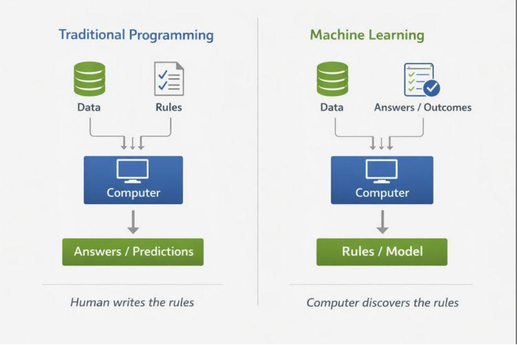 Traditional Programming
Data
Rules
Computer
Answers / Predictions
Human writes the rules
Machine Learning
Data
Answers / Outcomes
Computer
Rules / Model
Computer discovers the rules